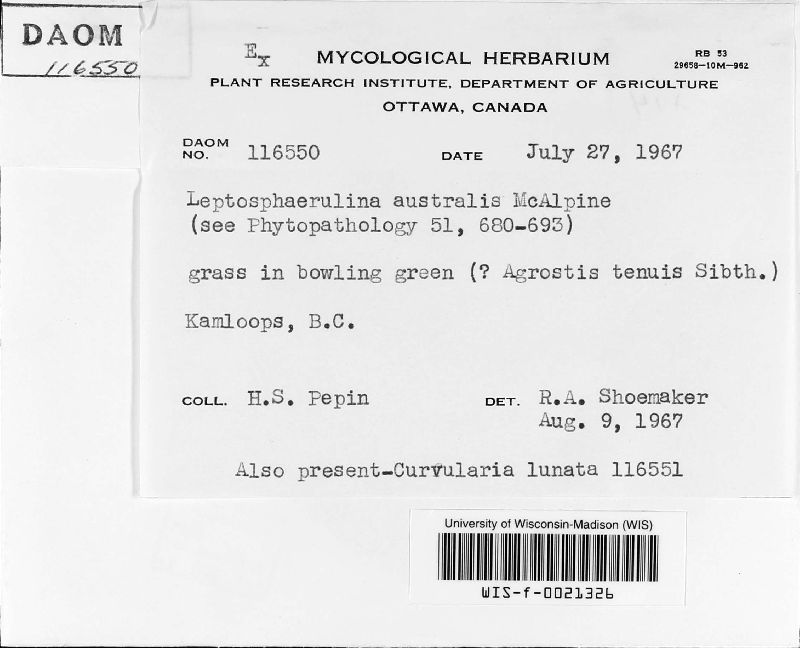 DAOM
116550
Ex MYCOLOGICAL HERBARIUM
RB 53
29658-10M-962
PLANT RESEARCH INSTITUTE, DEPARTMENT OF AGRICULTURE
OTTAWA, CANADA
DAOM NO. 116550 DATE July 27, 1967
Leptosphaerulina australis McAlpine
(see Phytopathology 51, 680-693)
grass in bowling green (? Agrostis tenuis Sibth.)
Kamloops, B.C.
COLL. H.S. Pepin DET. R.A. Shoemaker
Aug. 9, 1967
Also present-Curvularia lunata 116551
University of Wisconsin-Madison (WIS)
WIS-f-0021326